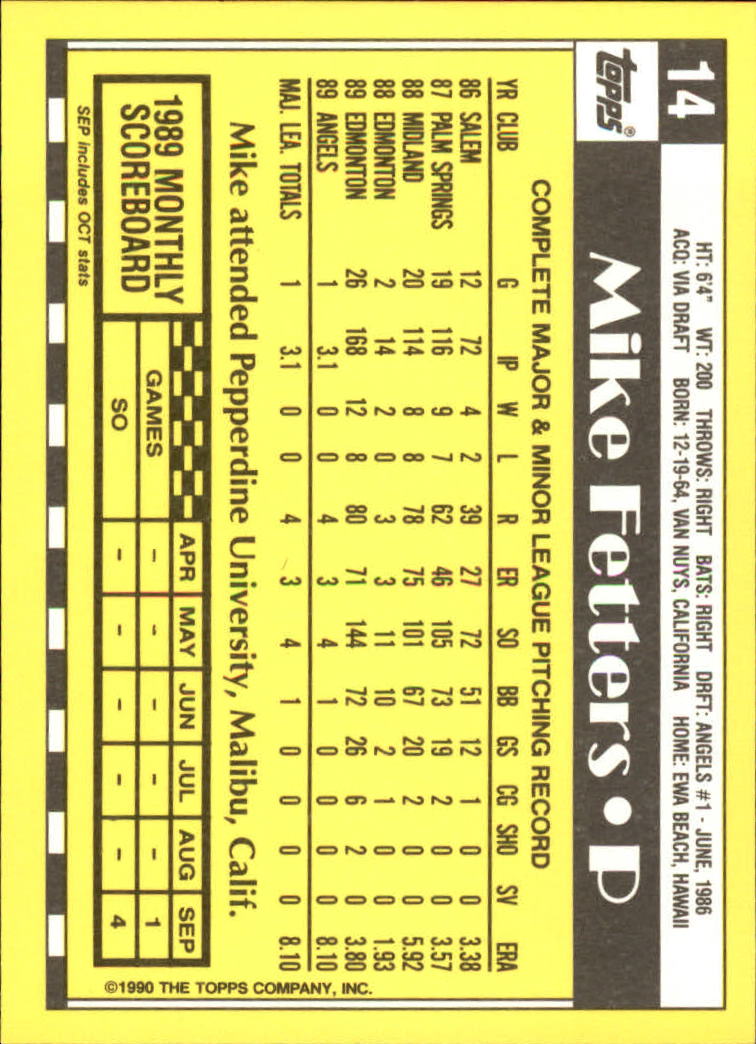 14
HT: 6'4" WT: 200 THROWS: RIGHT BATS: RIGHT DRFT: ANGELS #1 - JUNE, 1986
ACQ: VIA DRAFT BORN: 12-19-64, VAN NUYS, CALIFORNIA HOME: EWA BEACH, HAWAII
topps®
Mike Fetters • P
COMPLETE MAJOR & MINOR LEAGUE PITCHING RECORD
YR CLUB G IP W L R ER SO BB GS CG SHO SV ERA
86 SALEM 12 72 4 2 39 27 72 51 12 1 0 0 3.38
87 PALM SPRINGS 19 116 9 7 62 46 105 73 19 2 0 0 3.57
88 MIDLAND 20 114 8 8 78 75 101 67 20 2 0 0 5.92
88 EDMONTON 2 14 2 0 3 3 11 10 2 1 0 0 1.93
89 EDMONTON 26 168 12 8 80 71 144 72 26 6 2 0 3.80
89 ANGELS 1 3.1 0 0 4 3 4 1 0 0 0 0 8.10
MAJ. LEA. TOTALS 1 3.1 0 0 4 3 4 1 0 0 0 0 8.10
Mike attended Pepperdine University, Malibu, Calif.
1989 MONTHLY
SCOREBOARD
APR MAY JUN JUL AUG SEP
GAMES - - - - - 1
SO - - - - - 4
SEP includes OCT stats
©1990 THE TOPPS COMPANY, INC.